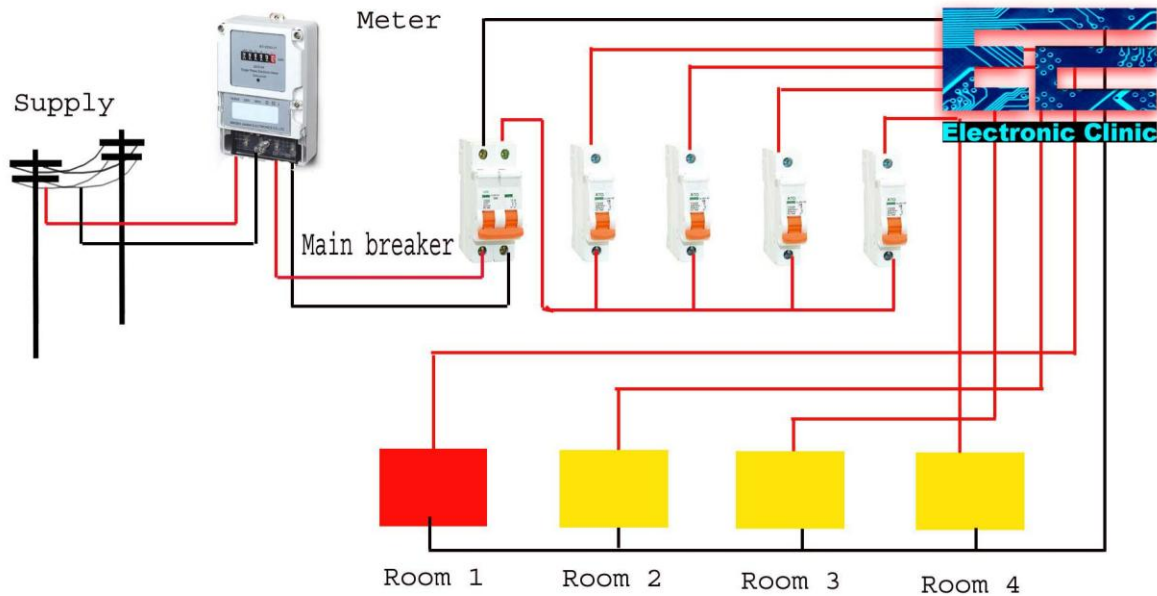 Meter
Supply
Electronic Clinic
Main breaker
Room 1
Room 2
Room 3
Room 4